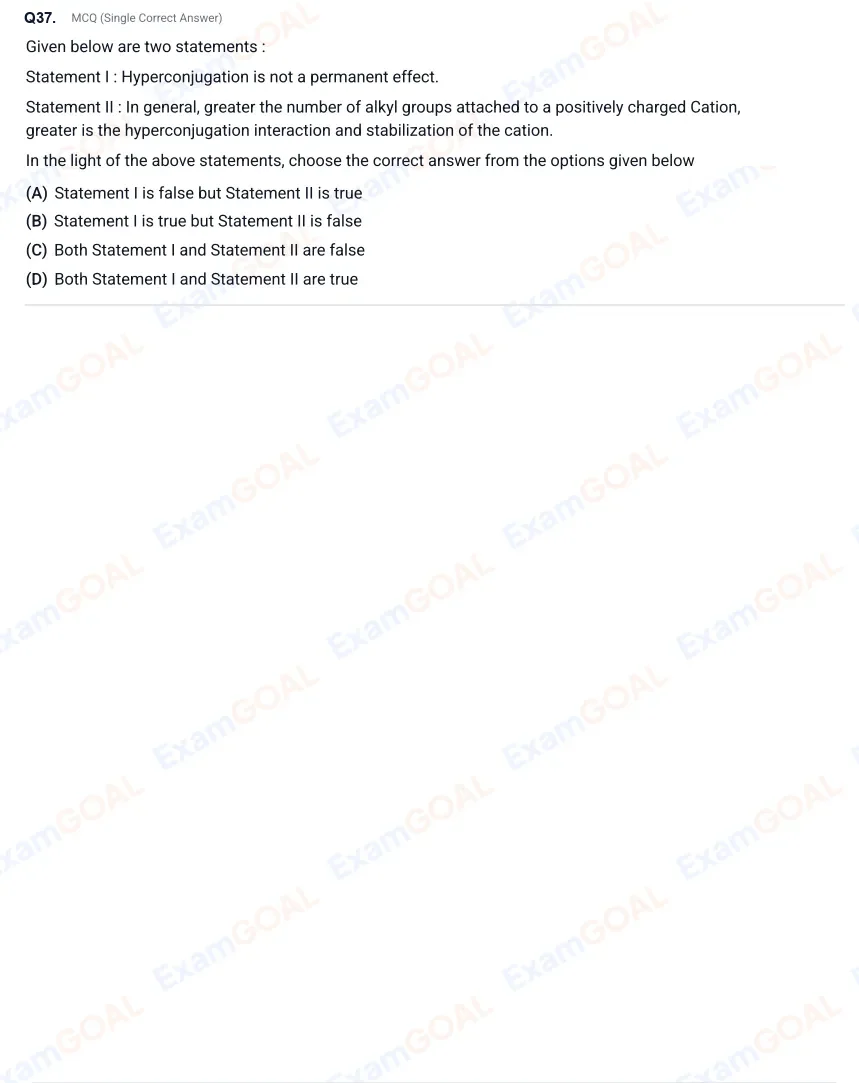 Q37. MCQ (Single Correct Answer)
Given below are two statements :
Statement I : Hyperconjugation is not a permanent effect.
Statement II : In general, greater the number of alkyl groups attached to a positively charged Cation,
greater is the hyperconjugation interaction and stabilization of the cation.
In the light of the above statements, choose the correct answer from the options given below
(A) Statement I is false but Statement II is true
(B) Statement I is true but Statement II is false
(C) Both Statement I and Statement II are false
(D) Both Statement I and Statement II are true
ExamGOAL